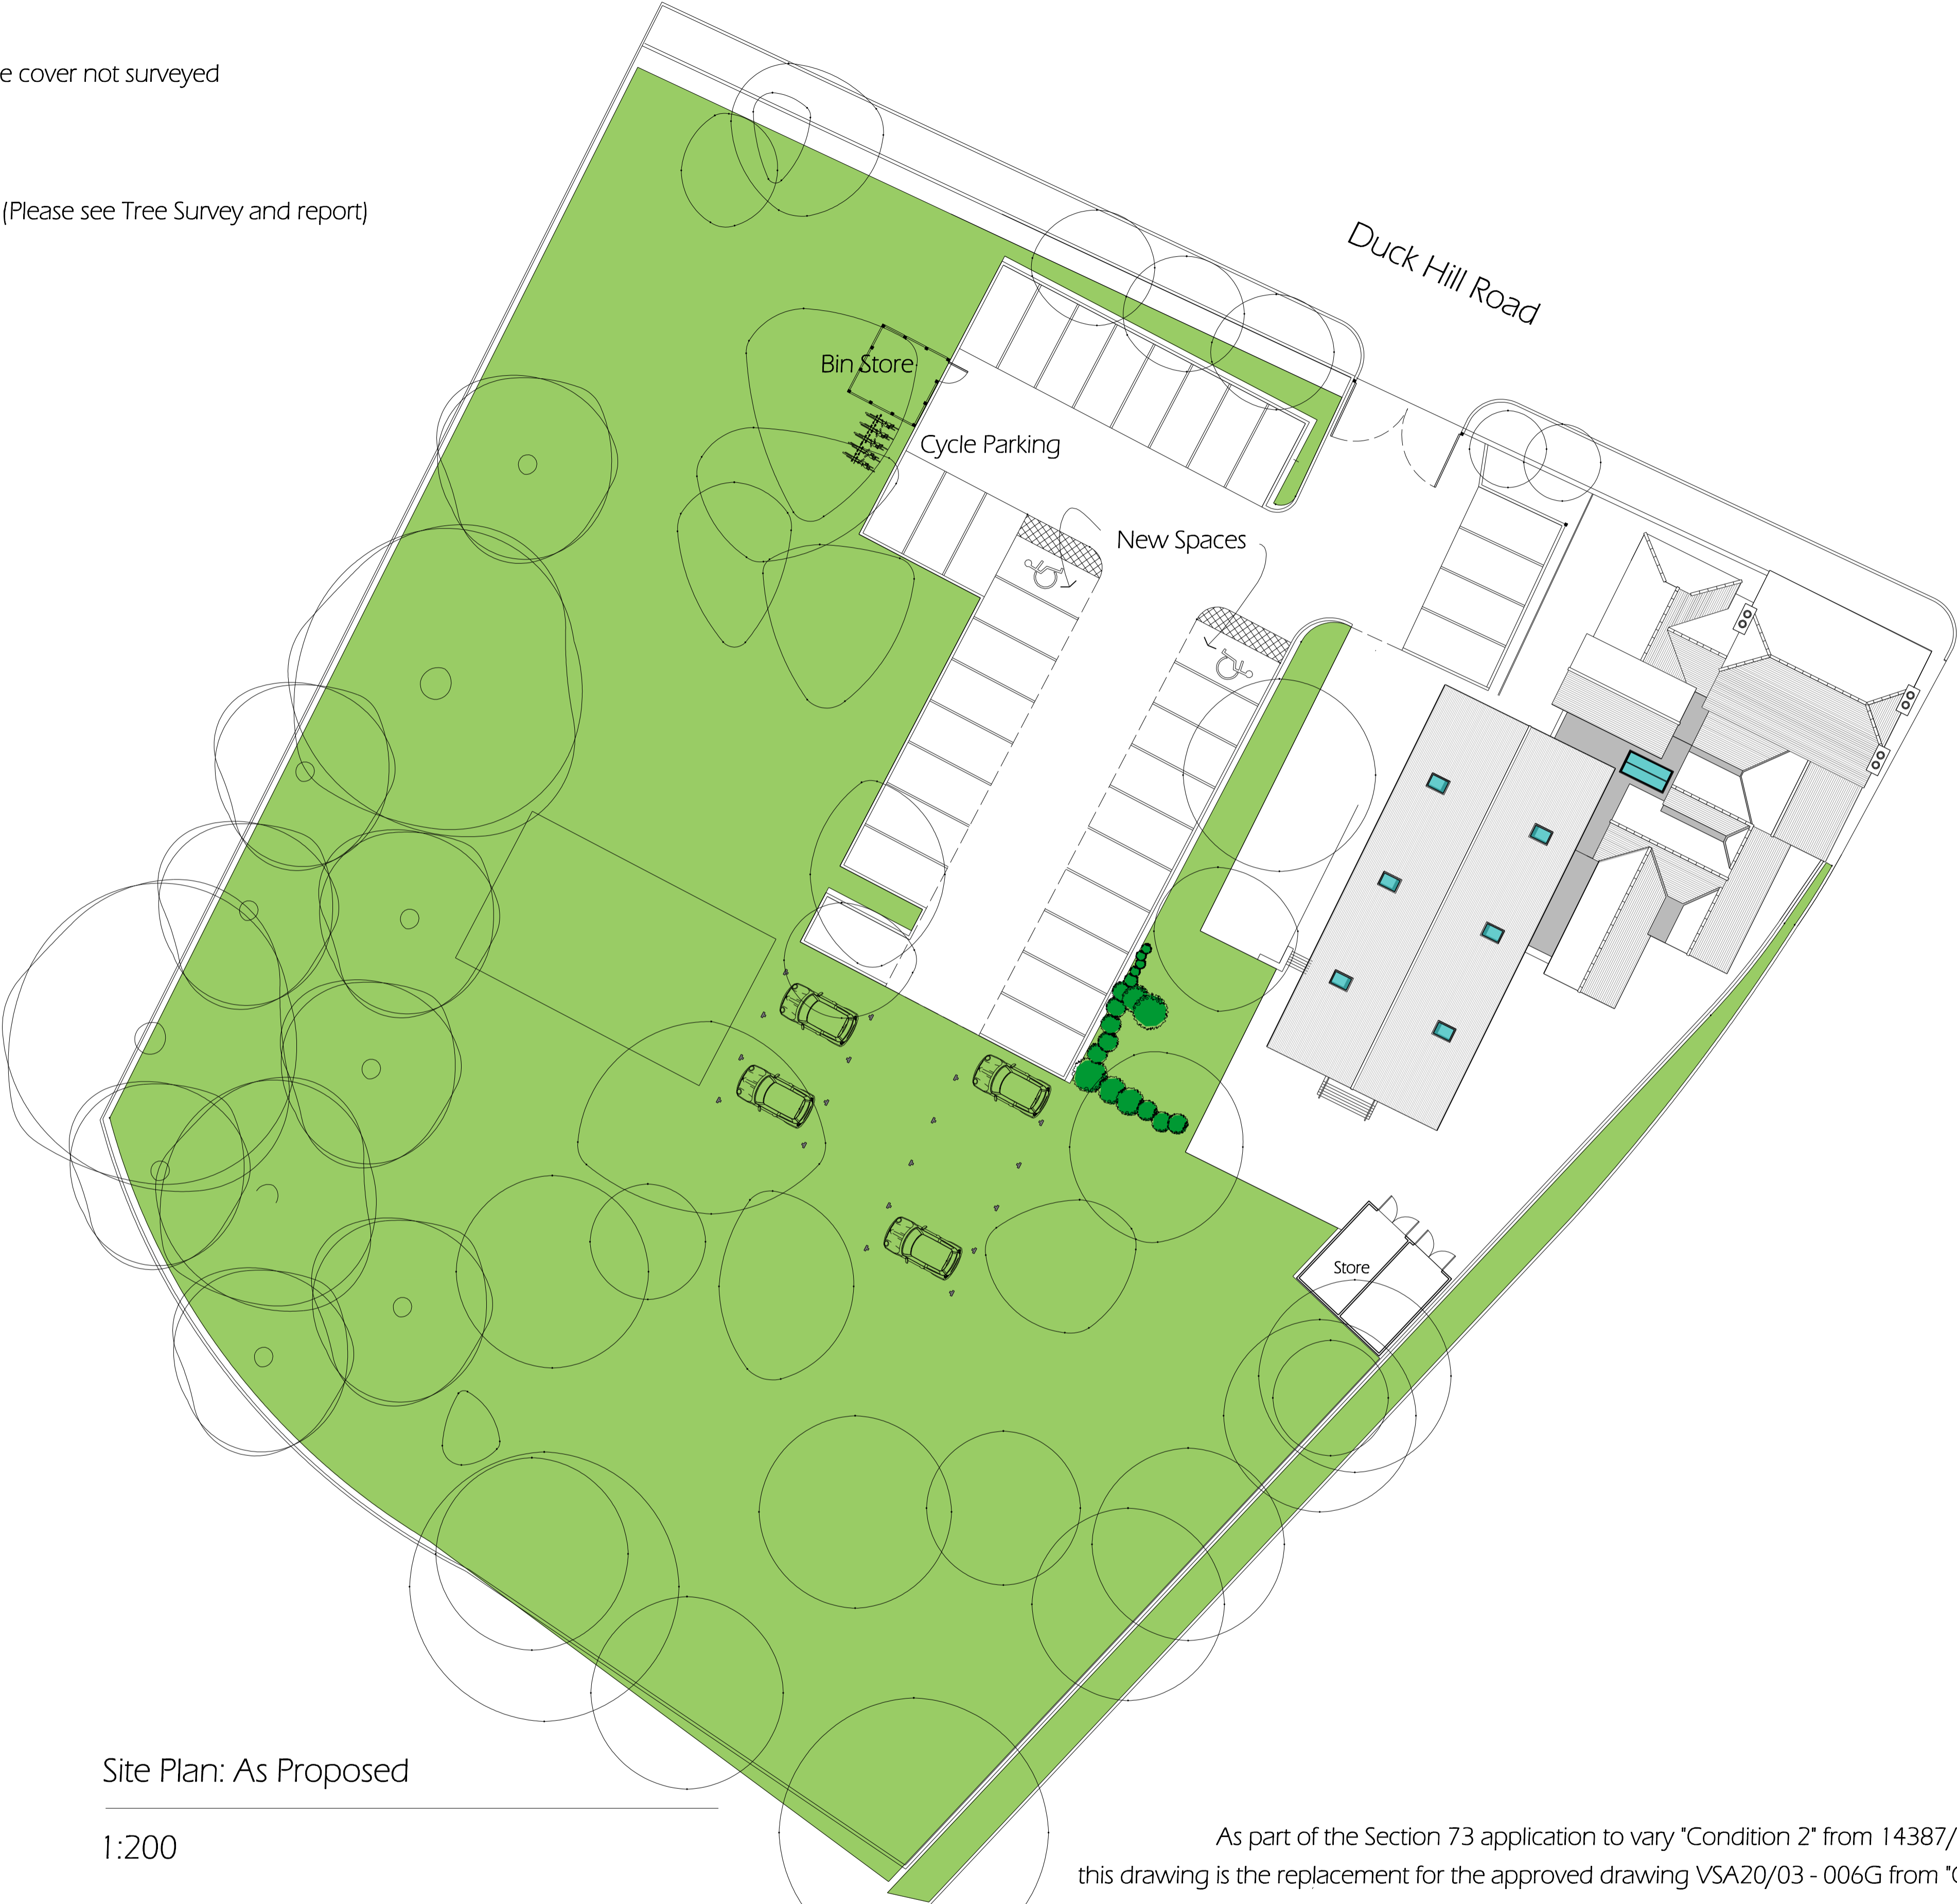 e cover not surveyed
(Please see Tree Survey and report)
Duck Hill Road
Bin Store
Cycle Parking
New Spaces
Store
Site Plan: As Proposed
1:200
As part of the Section 73 application to vary "Condition 2" from 14387/
this drawing is the replacement for the approved drawing VSA20/03 - 006G from "